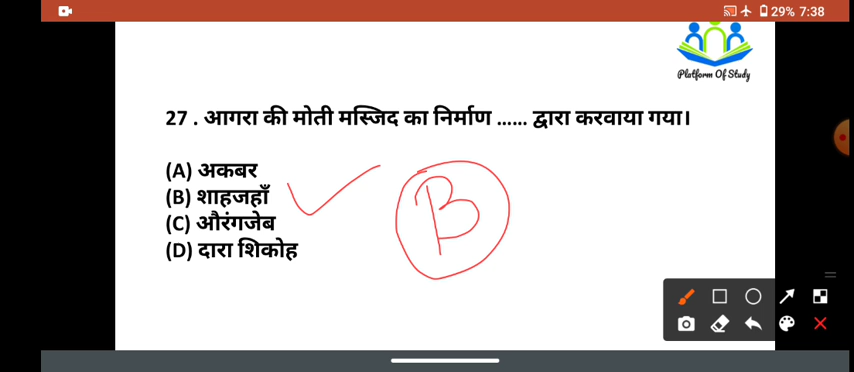 29% 7:38
Platform Of Study
27 . आगरा की मोती मस्जिद का निर्माण ...... द्वारा करवाया गया।
(A) अकबर
(B) शाहजहाँ
(C) औरंगजेब
(D) दारा शिकोह
B